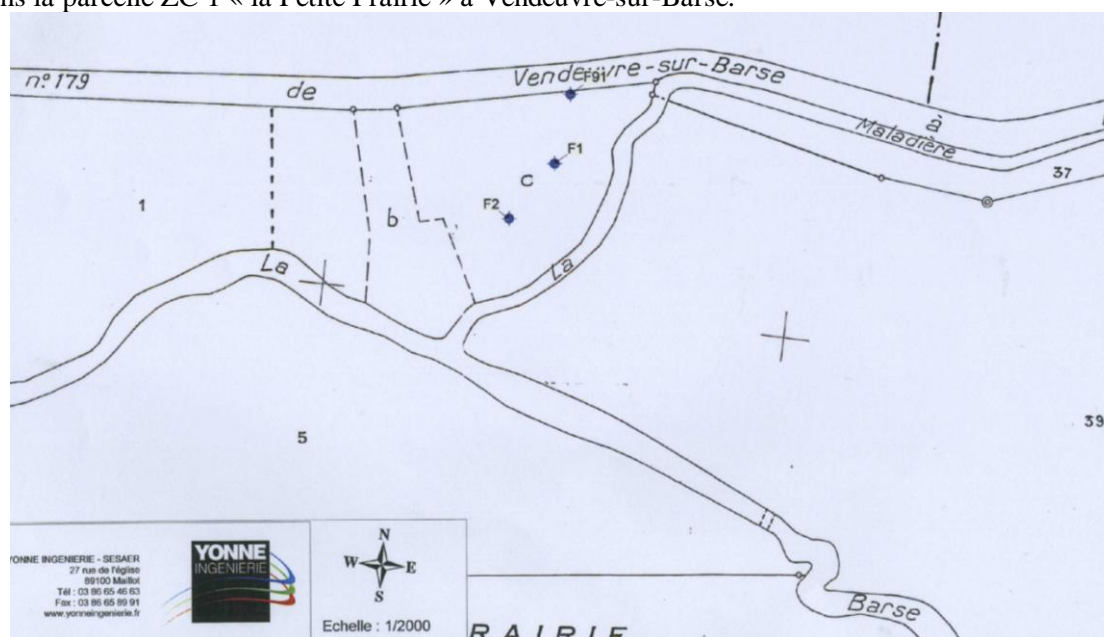 ns la parcelle ZC 1 « la Petite Prairie » à Vendeuvre-sur-Barse.
n° 179
de
Vendeuvre-sur-Barse
à
F91
F1
F2
c
b
1
La
Maladière
37
La
5
39
YONNE INGENIERIE - SESAER
27 rue de l'église
89100 Maillot
Tél : 03 86 65 46 63
Fax : 03 86 65 89 91
www.yonneingenierie.fr
YONNE
INGENIERIE
N
W E
S
Echelle : 1/2000
RAIRIE
Barse